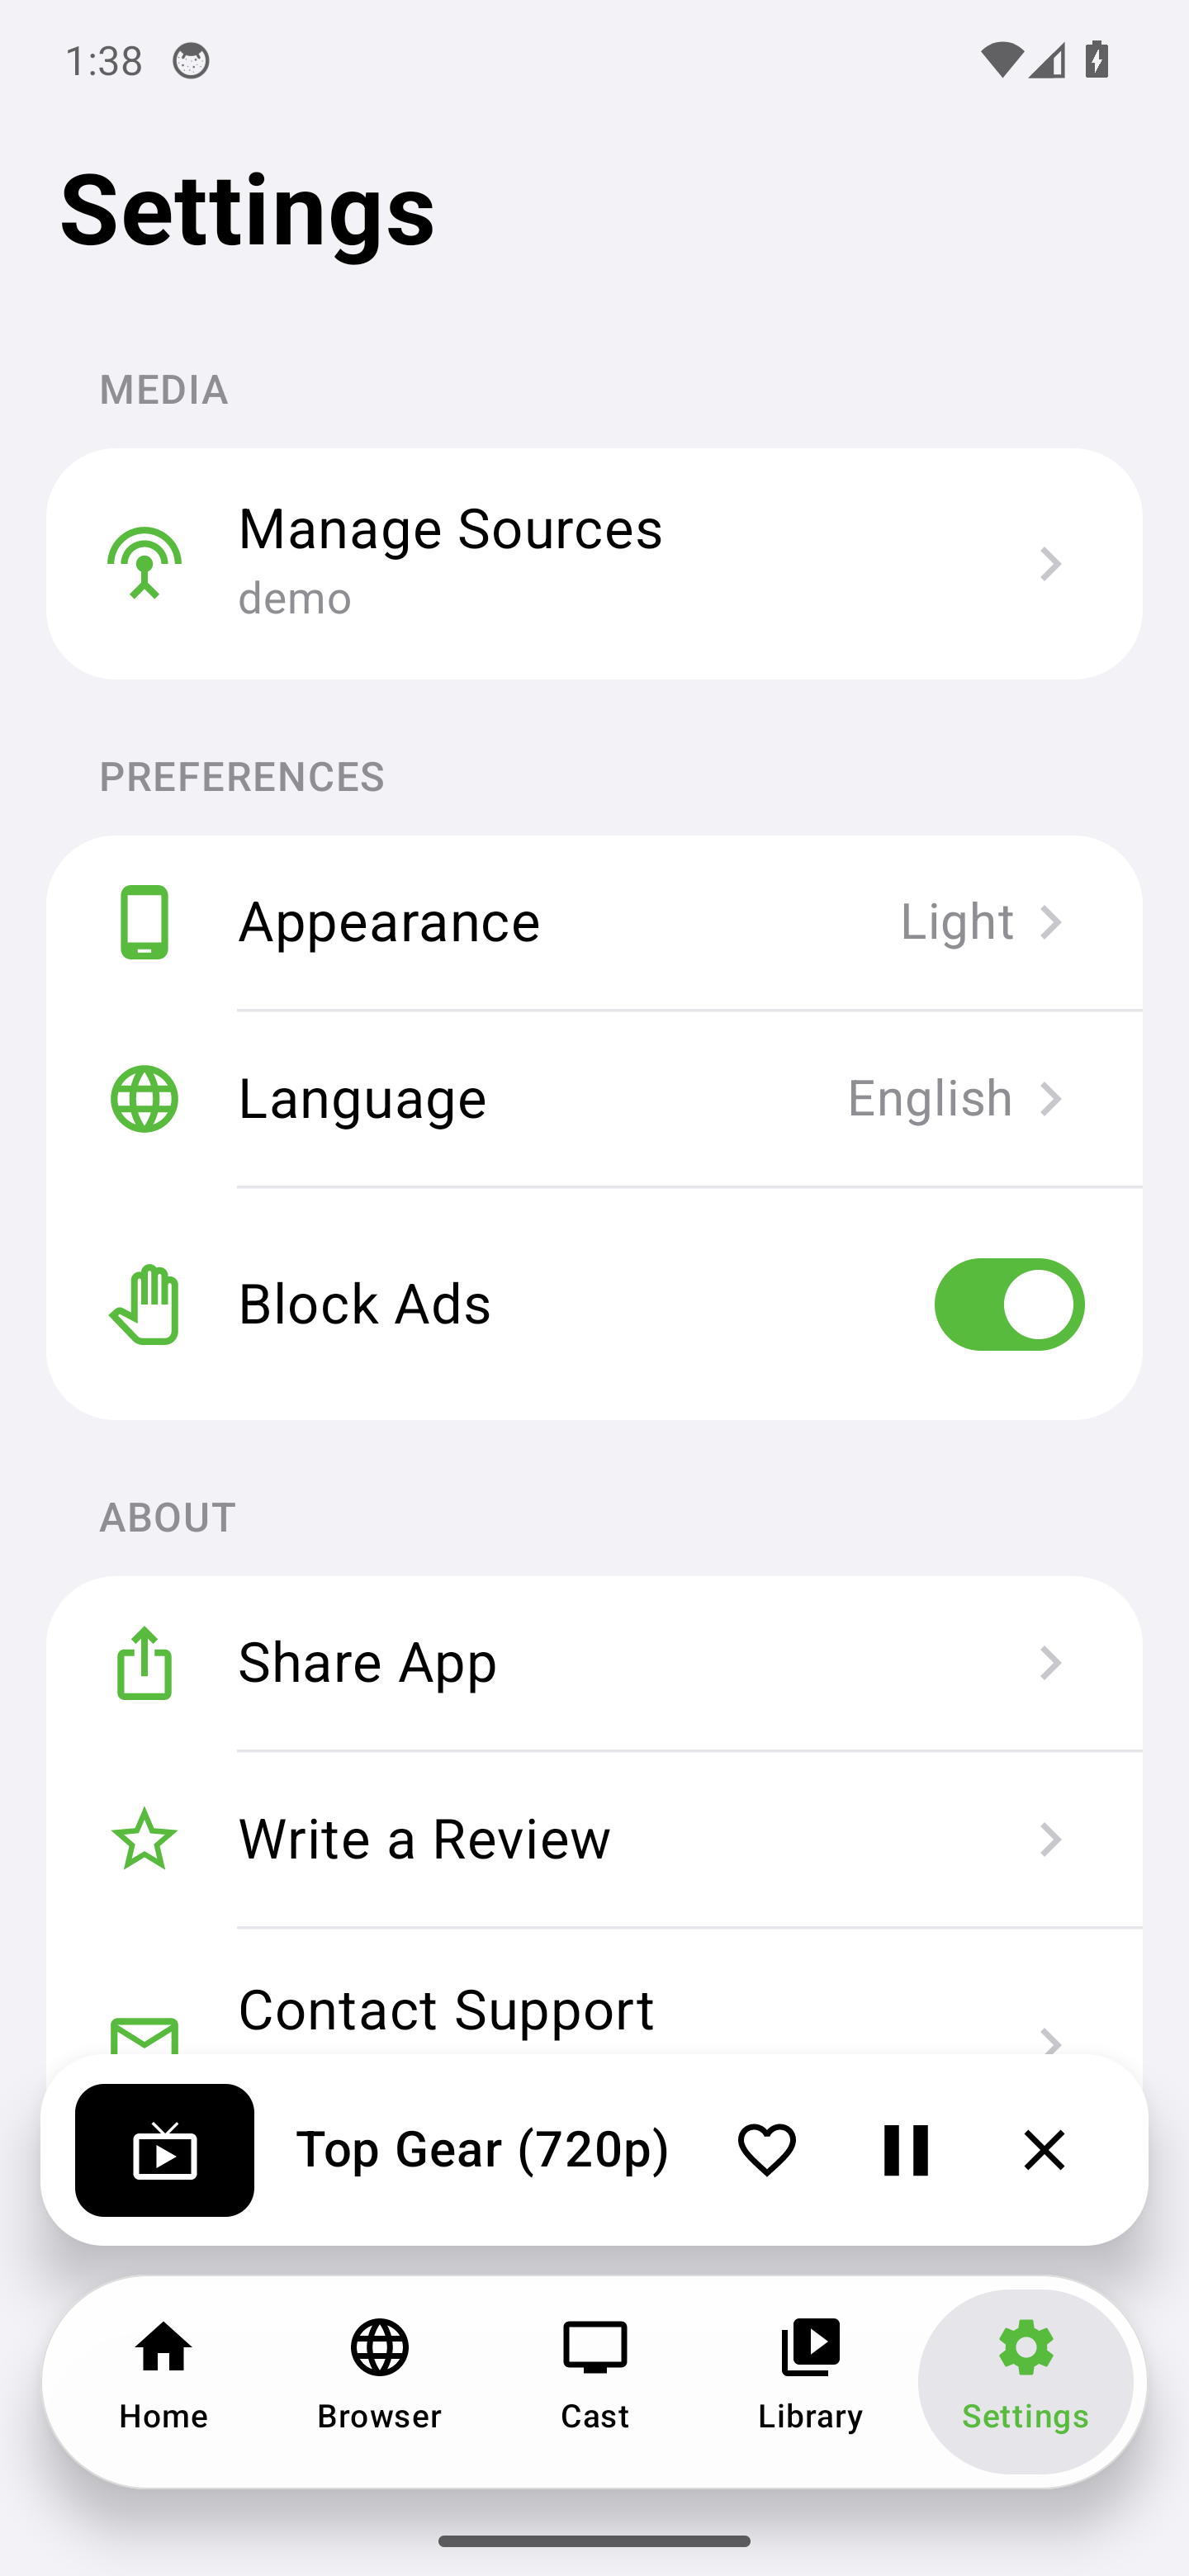 1:38
Settings
MEDIA
Manage Sources
demo
PREFERENCES
Appearance
Light
Language
English
Block Ads
ABOUT
Share App
Write a Review
Contact Support
Top Gear (720p)
Home
Browser
Cast
Library
Settings